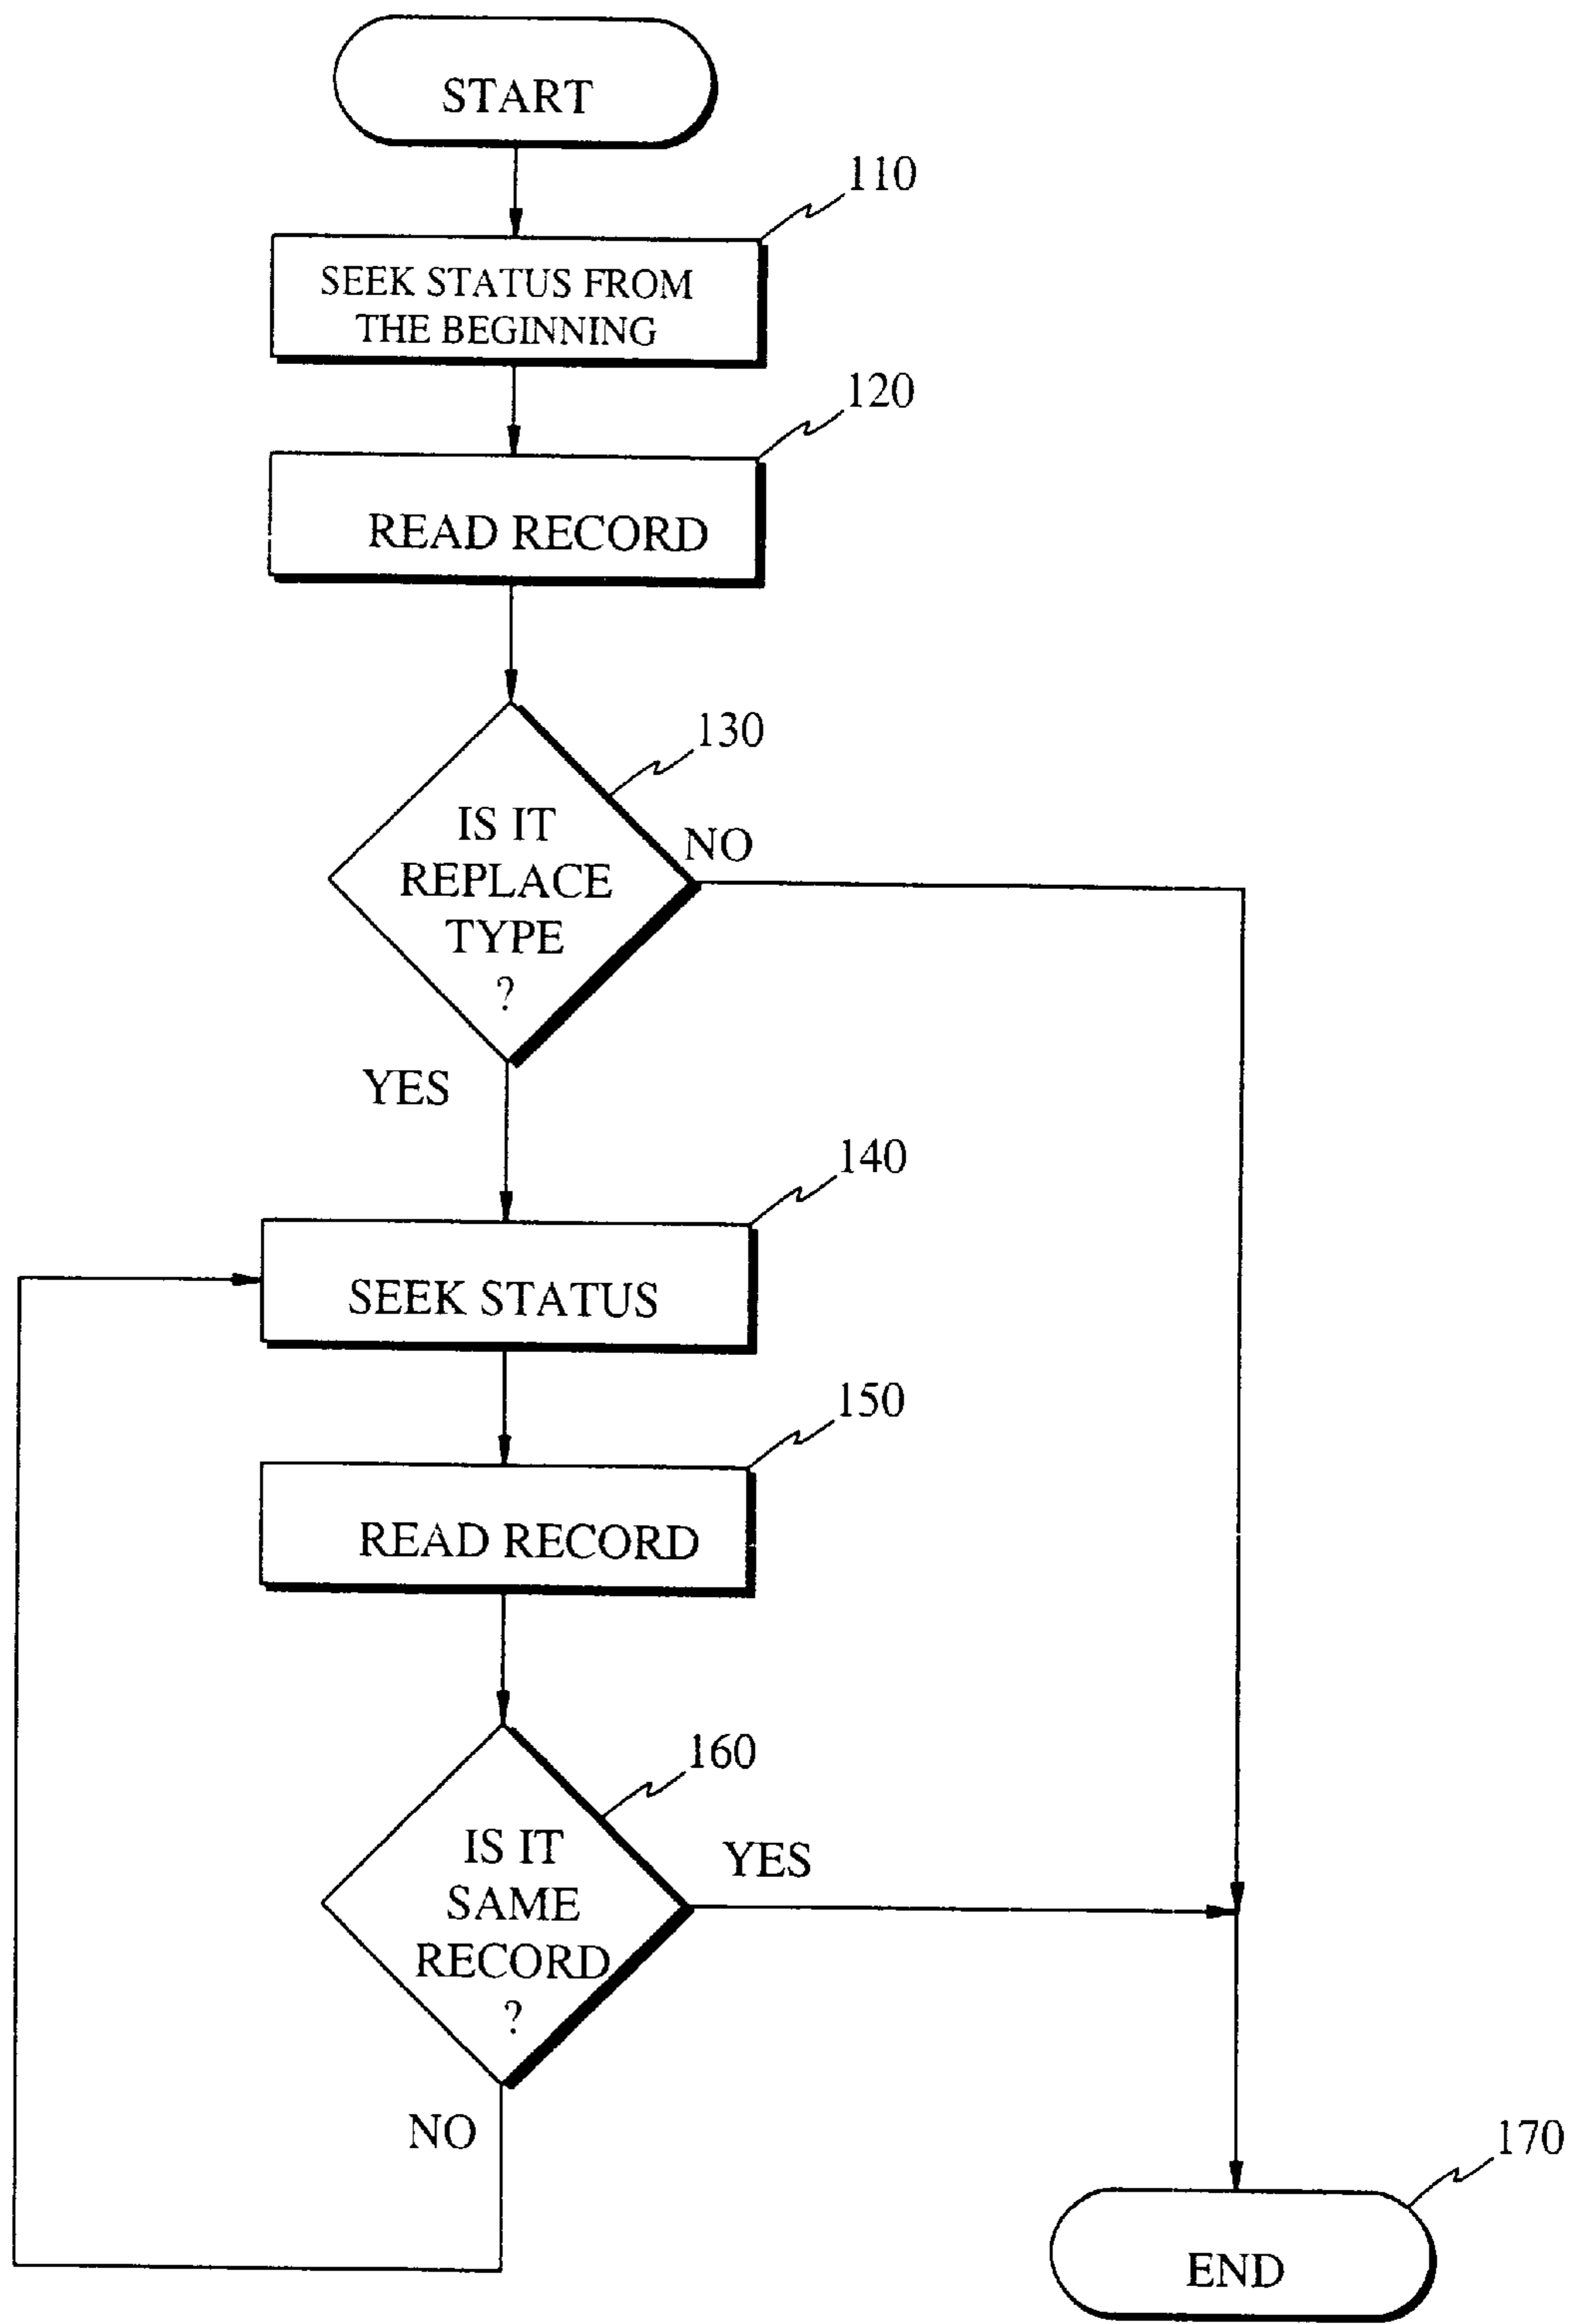 START
110
SEEK STATUS FROM
THE BEGINNING
120
READ RECORD
130
IS IT
REPLACE
TYPE
?
NO
YES
140
SEEK STATUS
150
READ RECORD
160
IS IT
SAME
RECORD
?
YES
NO
170
END